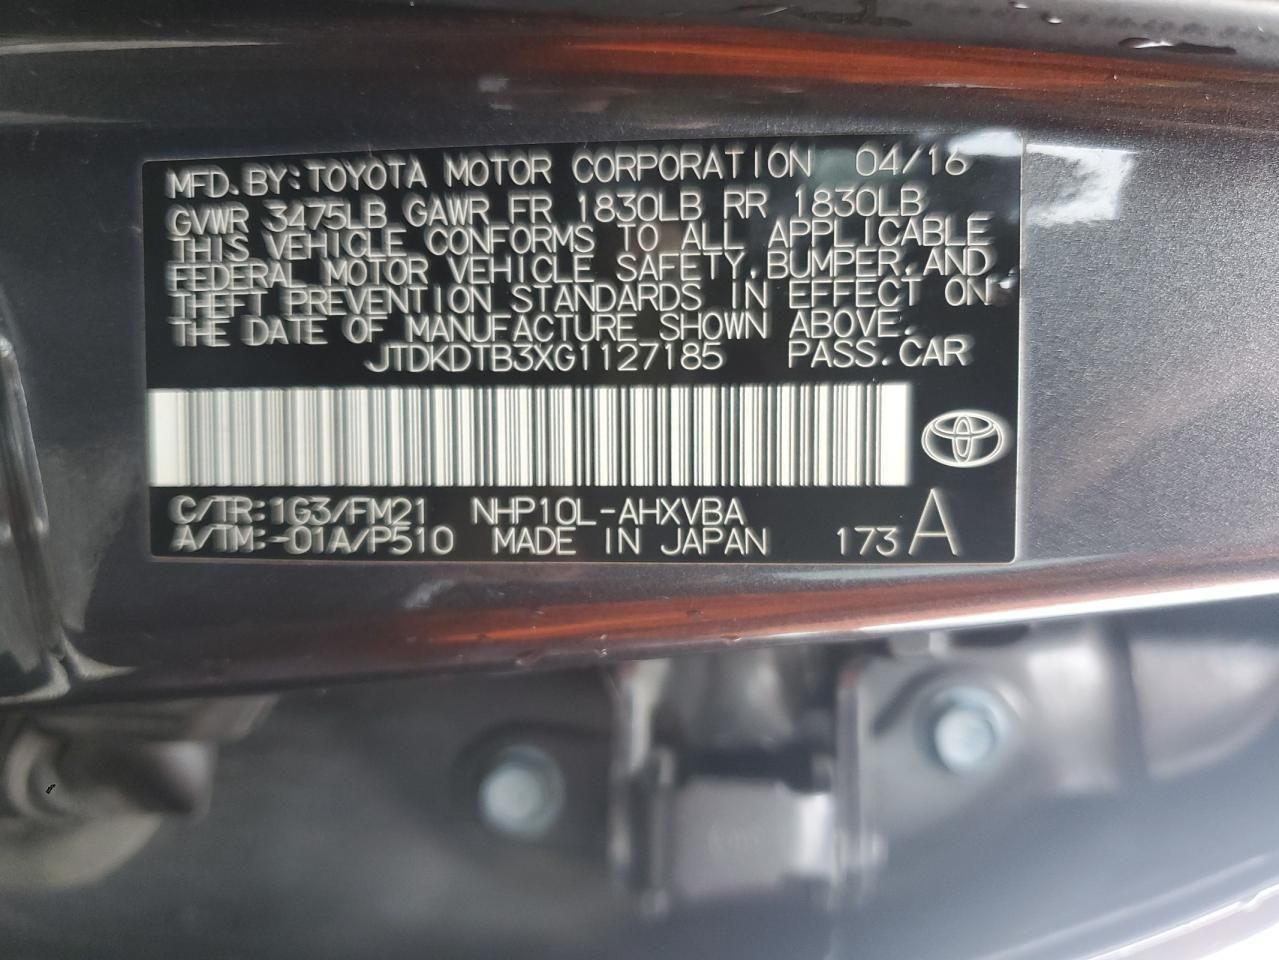 MFD.BY:TOYOTA MOTOR CORPORATION 04/16
GVWR 3475LB GAWR FR 1830LB RR 1830LB
THIS VEHICLE CONFORMS TO ALL APPLICABLE
FEDERAL MOTOR VEHICLE SAFETY,BUMPER,AND
THEFT PREVENTION STANDARDS IN EFFECT ON
THE DATE OF MANUFACTURE SHOWN ABOVE.
JTDKDTB3XG1127185 PASS.CAR
C/TR:1G3/FM21 NHP10L-AHXVBA
A/TM:-01A/P510 MADE IN JAPAN 173 A